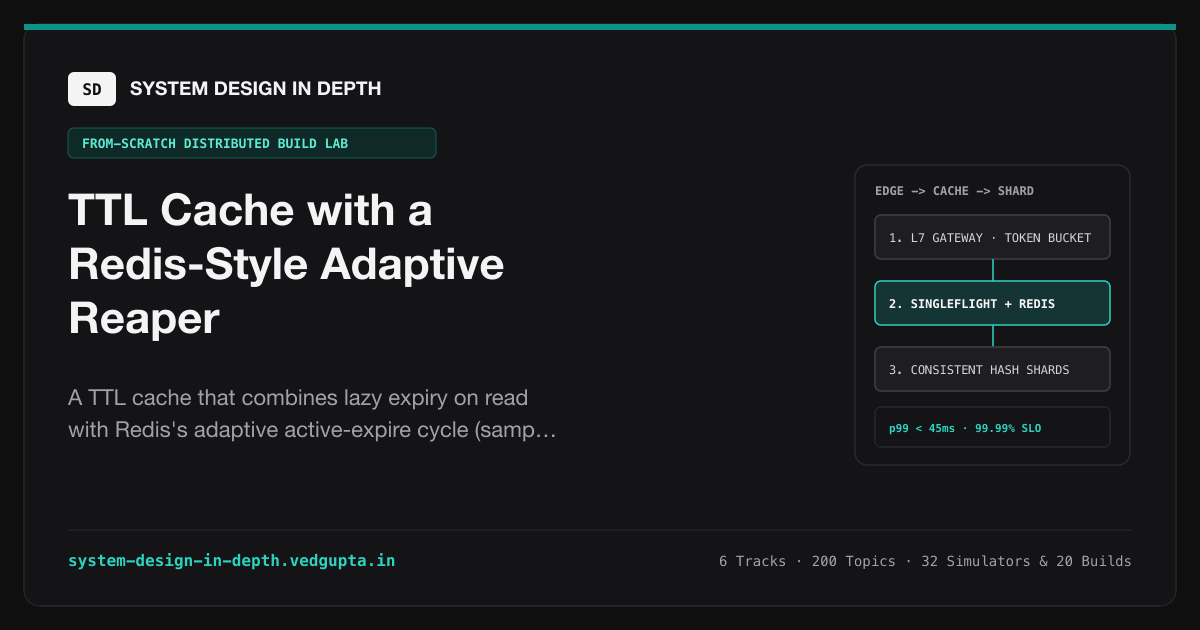 SD SYSTEM DESIGN IN DEPTH
FROM-SCRATCH DISTRIBUTED BUILD LAB
TTL Cache with a
Redis-Style Adaptive
Reaper
A TTL cache that combines lazy expiry on read
with Redis's adaptive active-expire cycle (samp…
EDGE -> CACHE -> SHARD
1. L7 GATEWAY · TOKEN BUCKET
2. SINGLEFLIGHT + REDIS
3. CONSISTENT HASH SHARDS
p99 < 45ms · 99.99% SLO
system-design-in-depth.vedgupta.in
6 Tracks · 200 Topics · 32 Simulators & 20 Builds